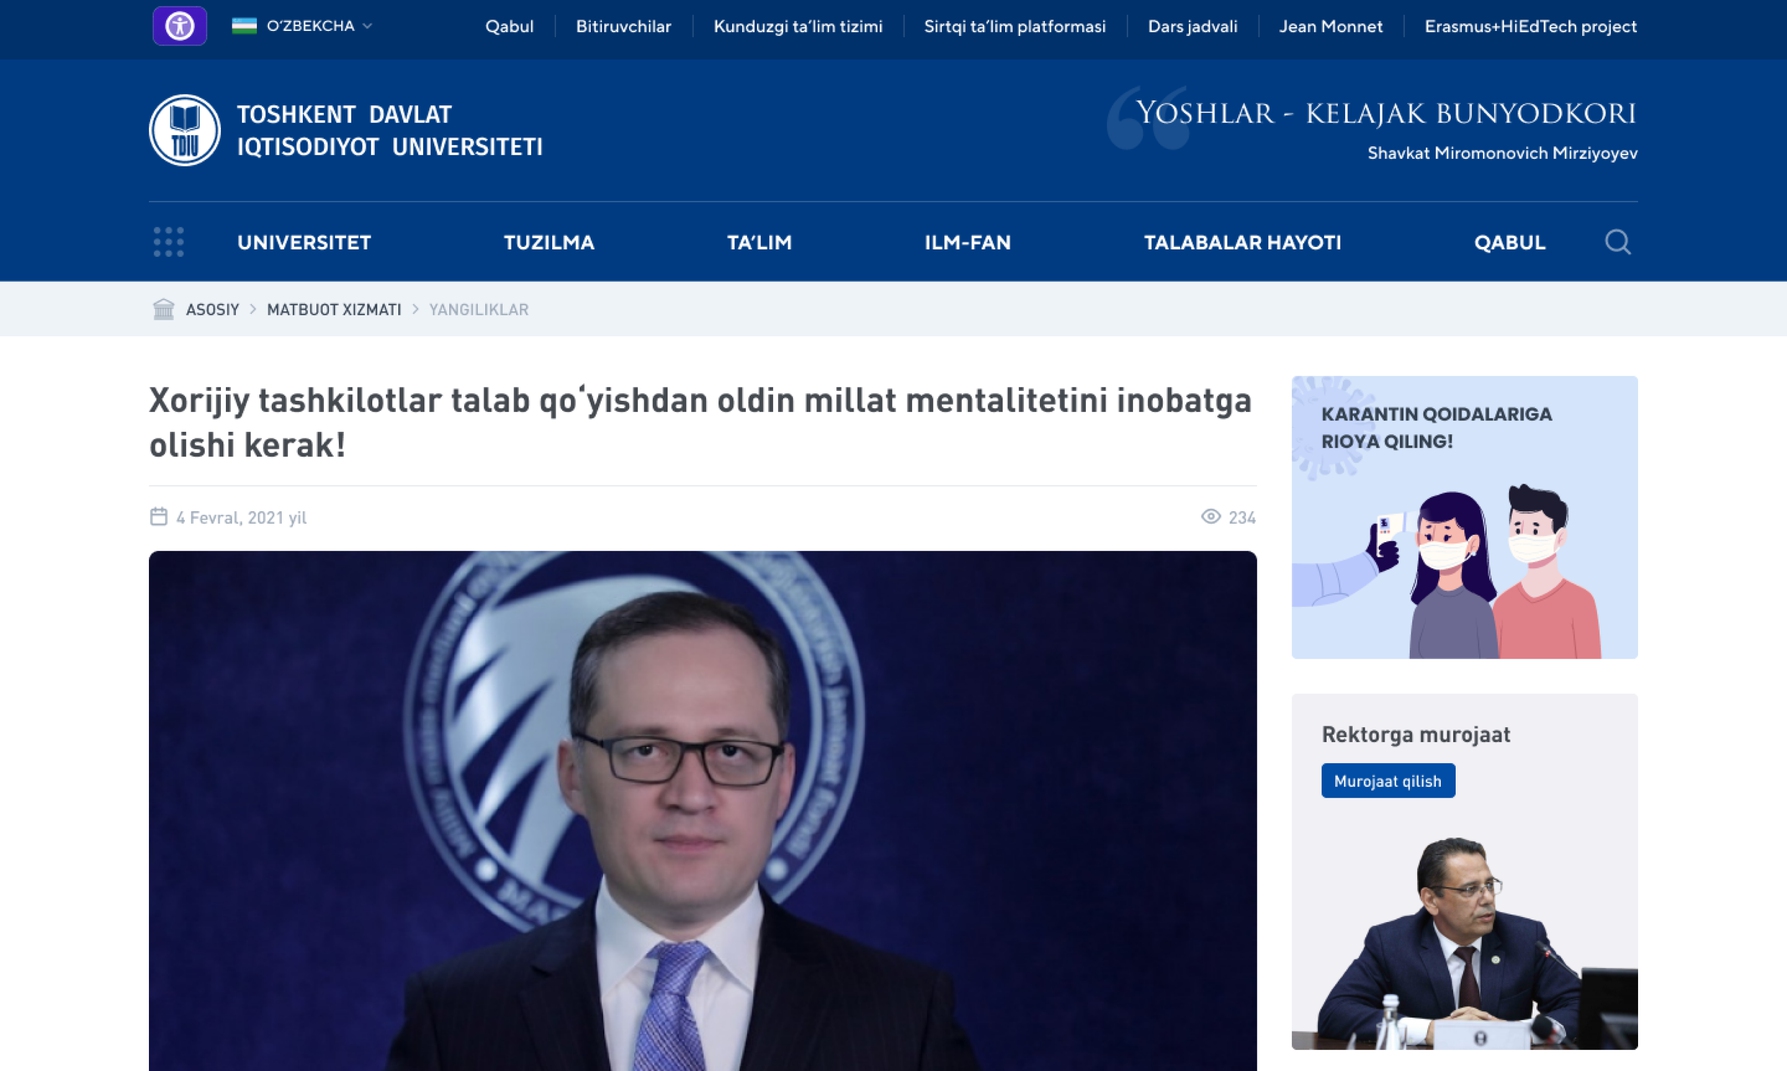 O‘ZBEKCHA
Qabul
Bitiruvchilar
Kunduzgi ta’lim tizimi
Sirtqi ta’lim platformasi
Dars jadvali
Jean Monnet
Erasmus+HiEdTech project
TDIU
TOSHKENT DAVLAT
IQTISODIYOT UNIVERSITETI
YOSHLAR - KELAJAK BUNYODKORI
Shavkat Miromonovich Mirziyoyev
UNIVERSITET
TUZILMA
TA’LIM
ILM-FAN
TALABALAR HAYOTI
QABUL
ASOSIY > MATBUOT XIZMATI > YANGILIKLAR
Xorijiy tashkilotlar talab qo‘yishdan oldin millat mentalitetini inobatga
olishi kerak!
4 Fevral, 2021 yil
234
KARANTIN QOIDALARIGA
RIOYA QILING!
Rektorga murojaat
Murojaat qilish